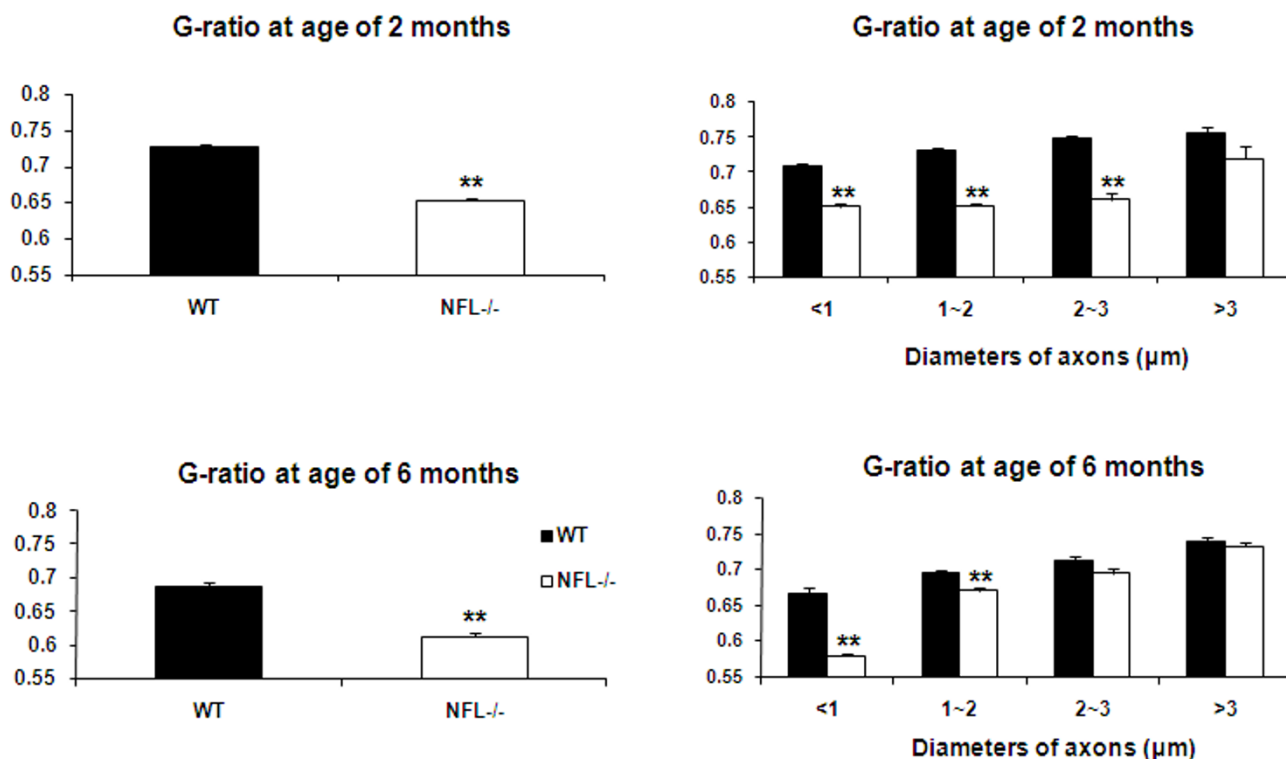 G-ratio at age of 2 months
0.8
0.75
0.7
0.65
0.6
0.55
**
WT NFL-/-
G-ratio at age of 2 months
0.8
0.75
0.7
0.65
0.6
0.55
** ** **
<1 1~2 2~3 >3
Diameters of axons (µm)
G-ratio at age of 6 months
0.8
0.75
0.7
0.65
0.6
0.55
WT
NFL-/-
**
WT NFL-/-
G-ratio at age of 6 months
0.8
0.75
0.7
0.65
0.6
0.55
** **
<1 1~2 2~3 >3
Diameters of axons (µm)